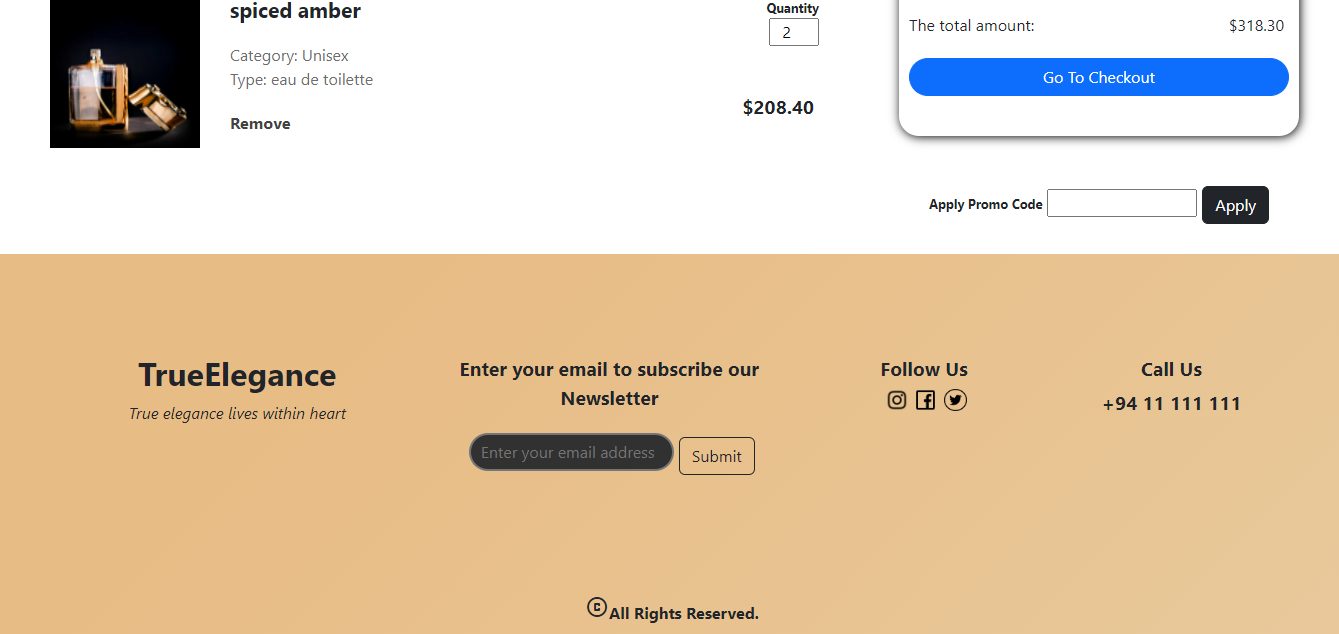 spiced amber
Quantity
2
Category: Unisex
Type: eau de toilette
$208.40
Remove
The total amount: $318.30
Go To Checkout
Apply Promo Code Apply
TrueElegance
True elegance lives within heart
Enter your email to subscribe our
Newsletter
Enter your email address Submit
Follow Us
Call Us
+94 11 111 111
© All Rights Reserved.